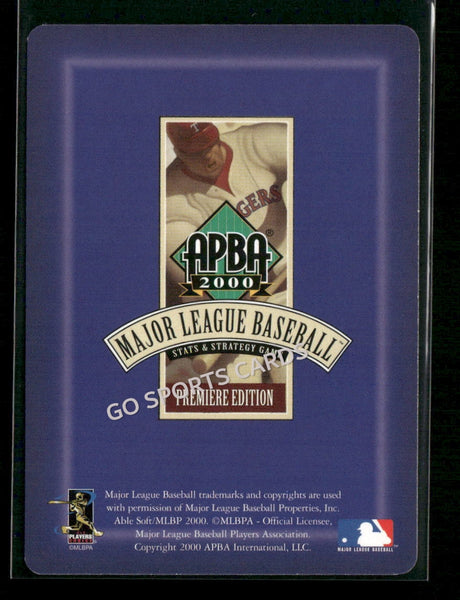 T
GERS
APBA®
2000
MAJOR LEAGUE BASEBALL™
STATS & STRATEGY GAME
GO SPORTS CARDS
PREMIERE EDITION
Major League Baseball trademarks and copyrights are used
with permission of Major League Baseball Properties, Inc.
Able Soft/MLBP 2000. ©MLBPA - Official Licensee,
Major League Baseball Players Association.
Copyright 2000 APBA International, LLC.
PLAYERS
CHOICE
©MLBPA
MAJOR LEAGUE BASEBALL